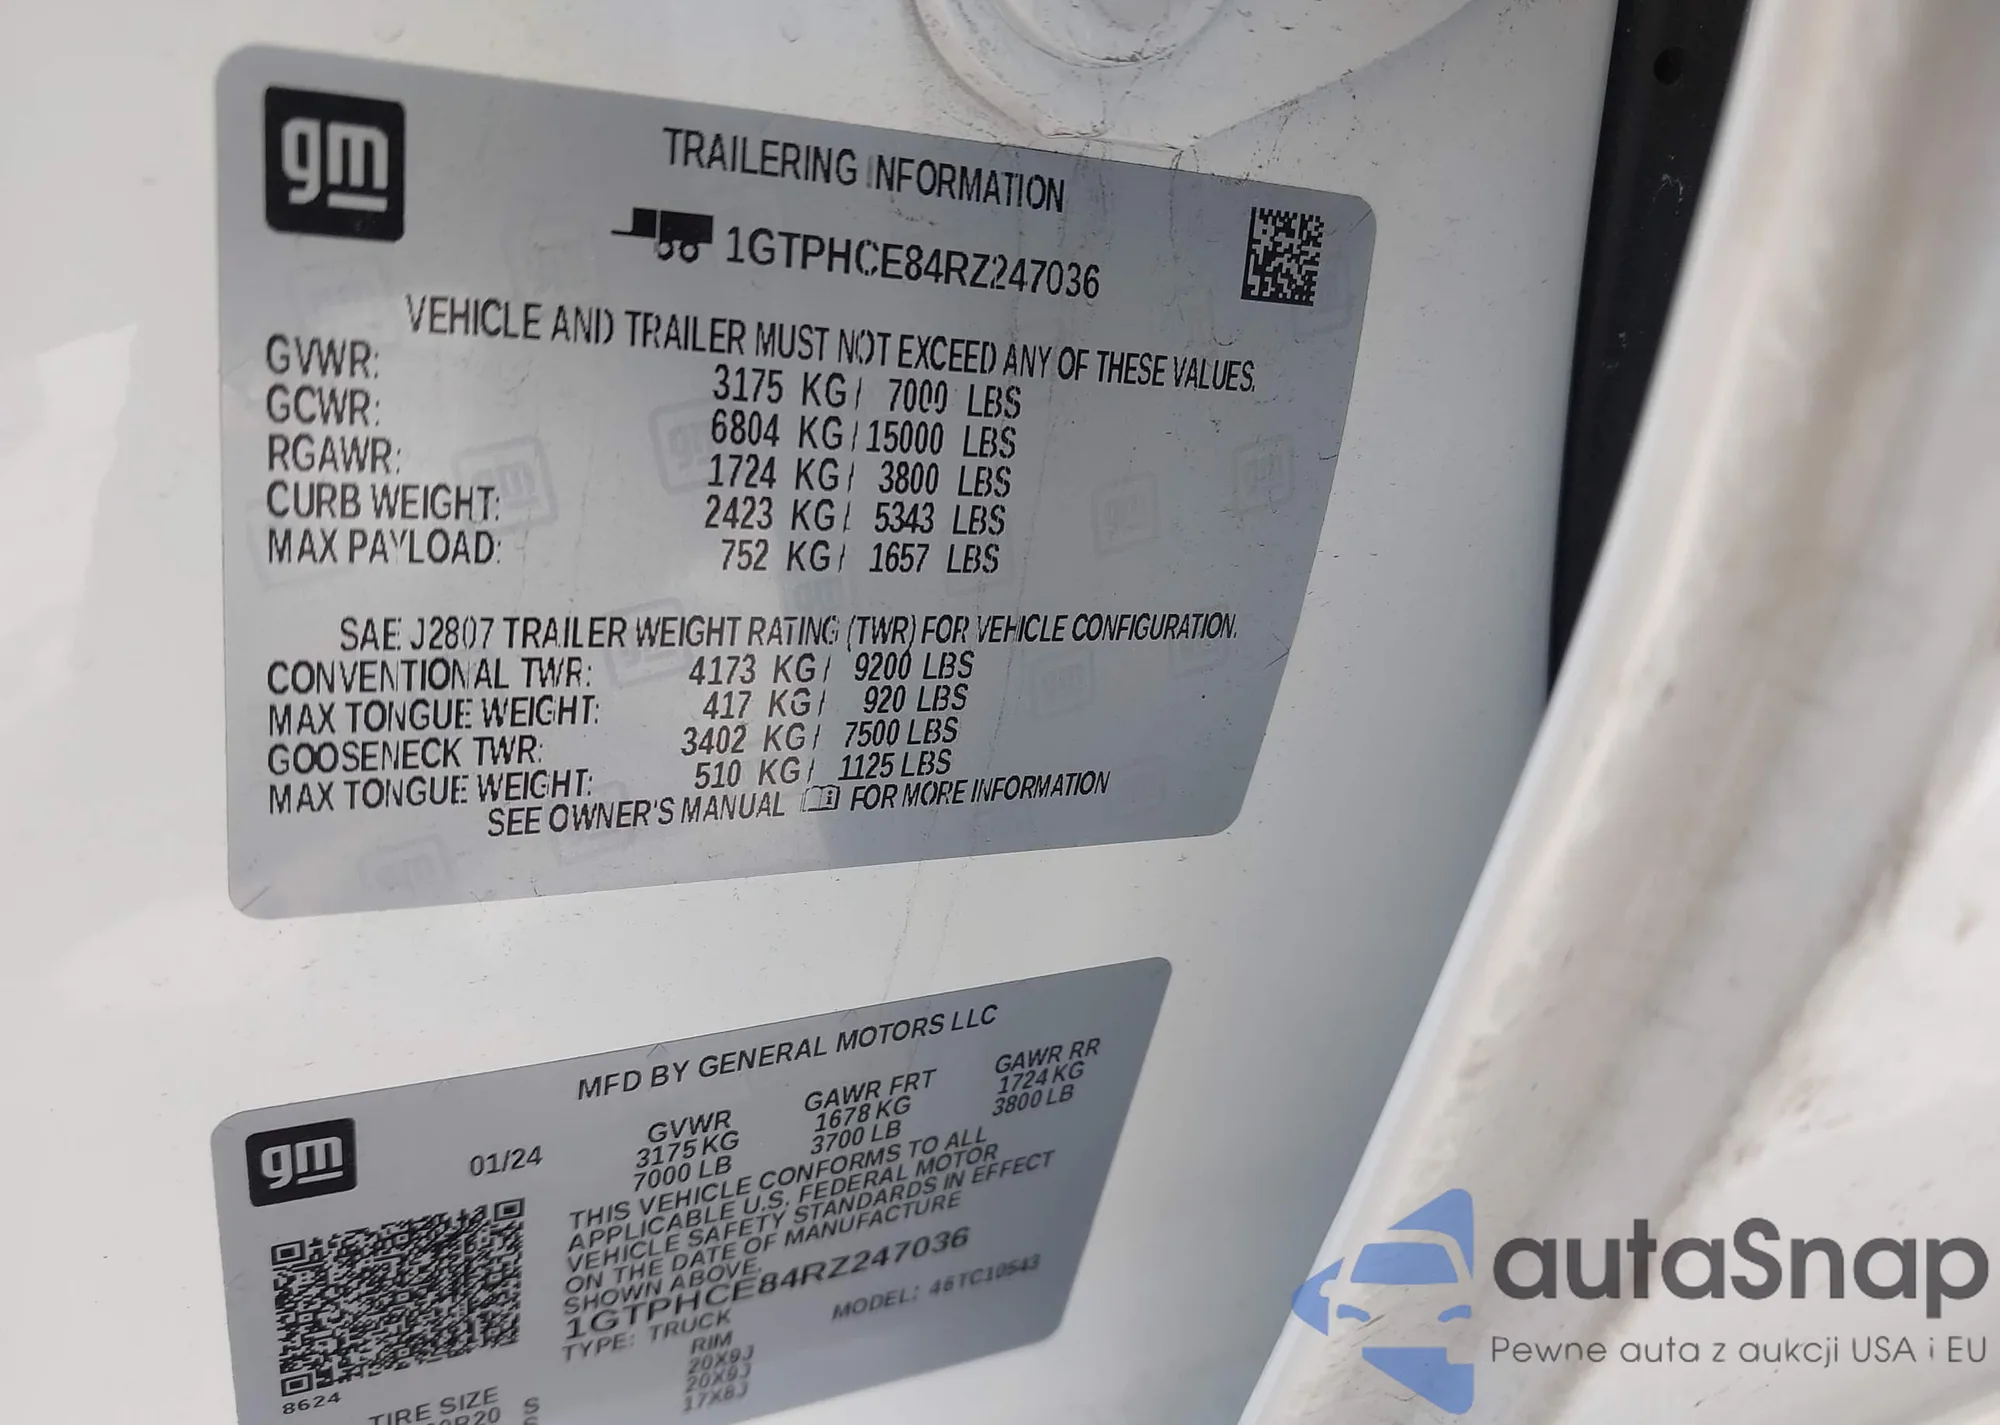 gm
TRAILERING INFORMATION
1GTPHCE84RZ247036
VEHICLE AND TRAILER MUST NOT EXCEED ANY OF THESE VALUES.
GVWR: 3175 KG/ 7000 LBS
GCWR: 6804 KG/15000 LBS
RGAWR: 1724 KG/ 3800 LBS
CURB WEIGHT: 2423 KG/ 5343 LBS
MAX PAYLOAD: 752 KG/ 1657 LBS
SAE J2807 TRAILER WEIGHT RATING (TWR) FOR VEHICLE CONFIGURATION.
CONVENTIONAL TWR: 4173 KG/ 9200 LBS
MAX TONGUE WEIGHT: 417 KG/ 920 LBS
GOOSENECK TWR: 3402 KG/ 7500 LBS
MAX TONGUE WEIGHT: 510 KG/ 1125 LBS
SEE OWNER'S MANUAL FOR MORE INFORMATION
gm
MFD BY GENERAL MOTORS LLC
01/24
GVWR GAWR FRT GAWR RR
3175 KG 1678 KG 1724 KG
7000 LB 3700 LB 3800 LB
THIS VEHICLE CONFORMS TO ALL
APPLICABLE U.S. FEDERAL MOTOR
VEHICLE SAFETY STANDARDS IN EFFECT
ON THE DATE OF MANUFACTURE
SHOWN ABOVE.
1GTPHCE84RZ247036
TYPE: TRUCK MODEL: 46TC10543
8624
TIRE SIZE RIM
20X9J
20X9J
17X8J
autaSnap
Pewne auta z aukcji USA i EU